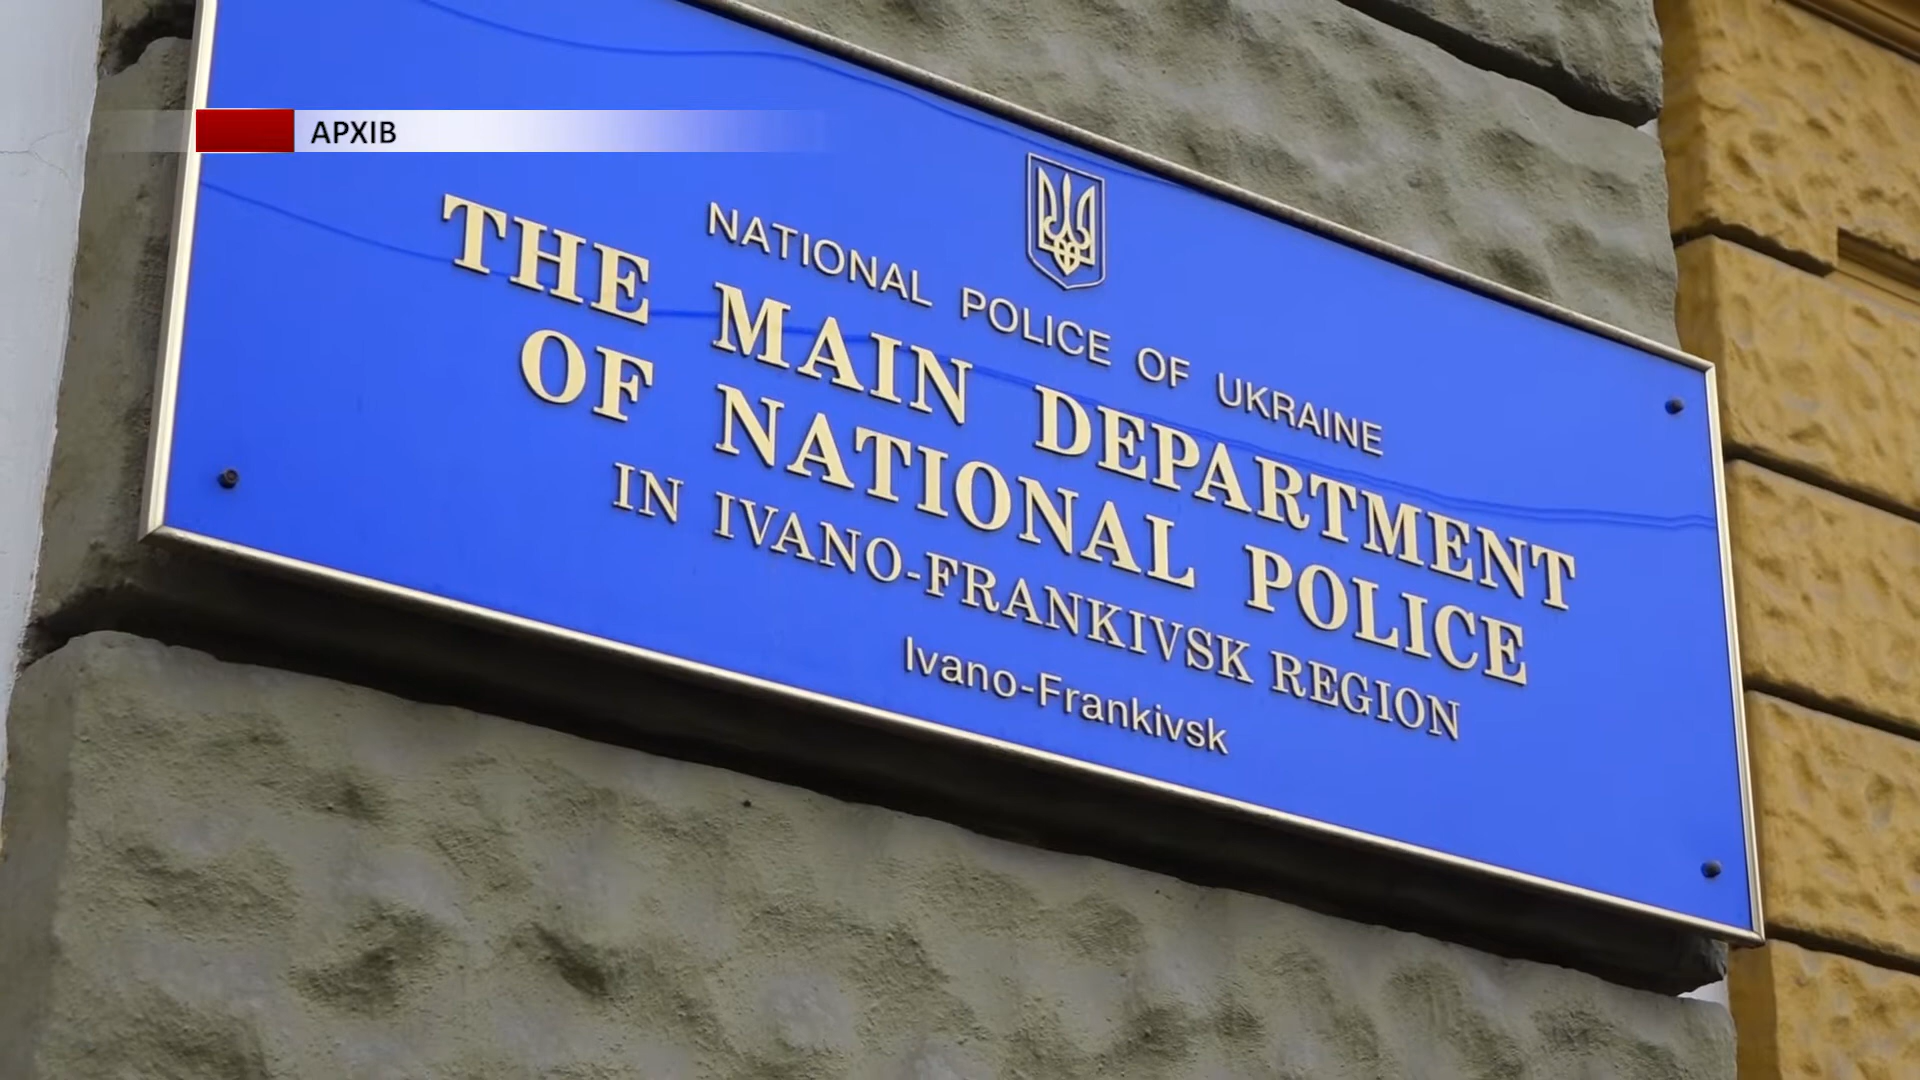 АРХІВ
NATIONAL POLICE OF UKRAINE
THE MAIN DEPARTMENT
OF NATIONAL POLICE
IN IVANO-FRANKIVSK REGION
Ivano-Frankivsk